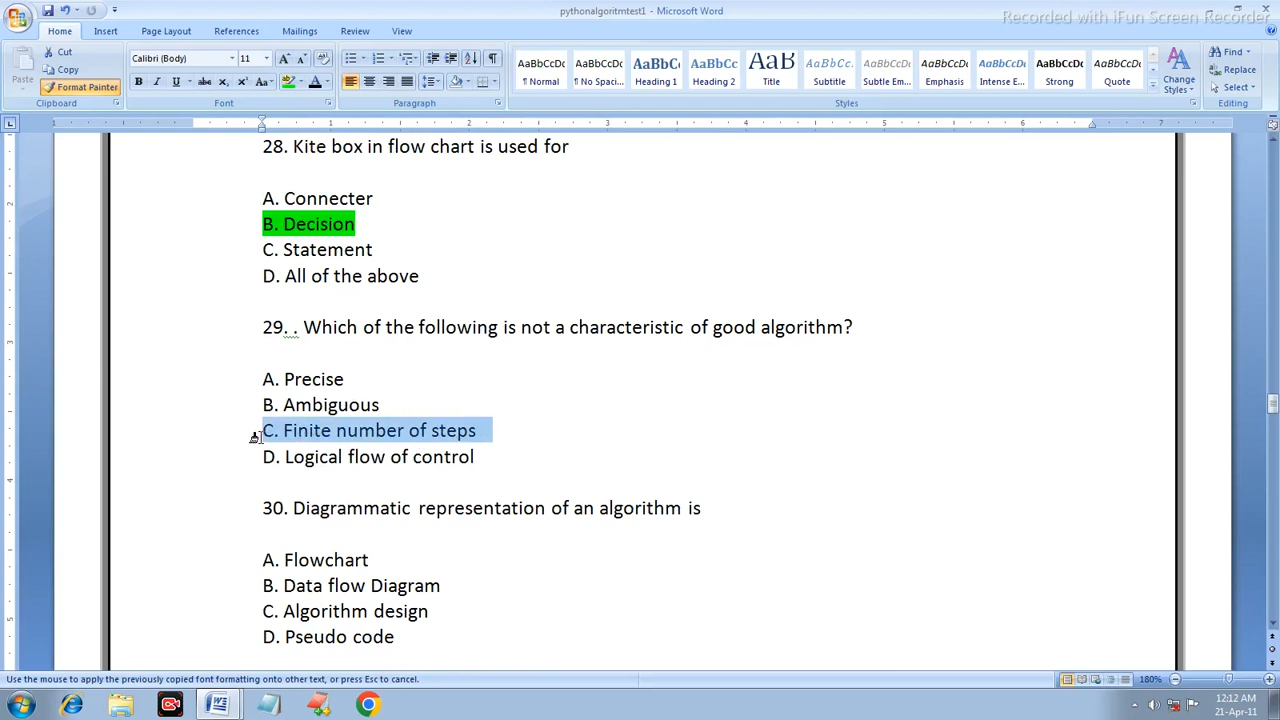 pythonalgoritmtest1 - Microsoft Word
Recorded with iFun Screen Recorder
Home Insert Page Layout References Mailings Review View
Paste Cut Copy Format Painter Clipboard
Calibri (Body) 11 Font
Paragraph
AaBbCcDc ¶ Normal
AaBbCcDc ¶ No Spaci...
AaBbCc Heading 1
AaBbCc Heading 2
AaB Title
AaBbCc. Subtitle
AaBbCcDc Subtle Em...
AaBbCcDc Emphasis
AaBbCcDc Intense E...
AaBbCcDc Strong
AaBbCcDc Quote
Change Styles
Styles
Find Replace Select Editing
28. Kite box in flow chart is used for
A. Connecter
B. Decision
C. Statement
D. All of the above
29. . Which of the following is not a characteristic of good algorithm?
A. Precise
B. Ambiguous
C. Finite number of steps
D. Logical flow of control
30. Diagrammatic representation of an algorithm is
A. Flowchart
B. Data flow Diagram
C. Algorithm design
D. Pseudo code
Use the mouse to apply the previously copied font formatting onto other text, or press Esc to cancel.
180%
12:12 AM
21-Apr-11